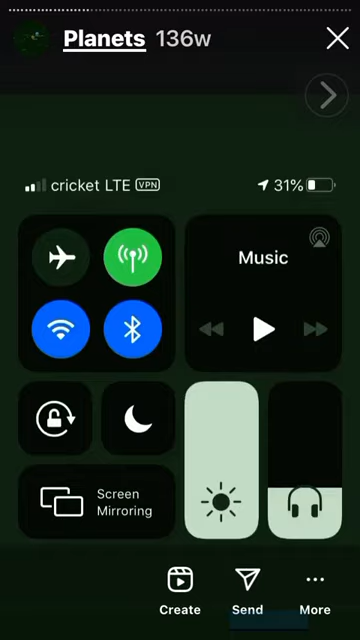 Planets 136w
cricket LTE VPN 31%
Music
Screen
Mirroring
Create Send More